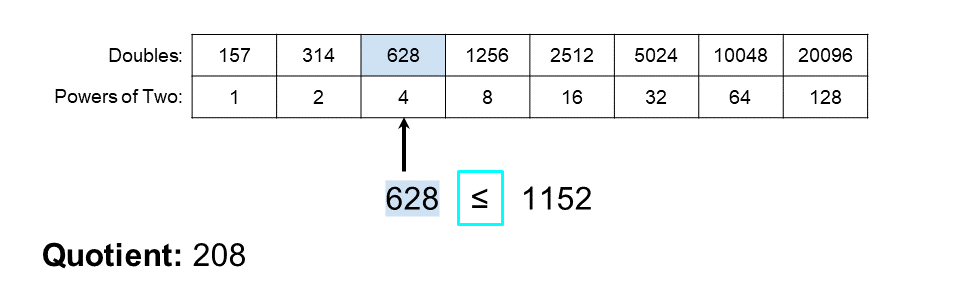 Doubles: 157 314 628 1256 2512 5024 10048 20096
Powers of Two: 1 2 4 8 16 32 64 128
628 ≤ 1152
Quotient: 208